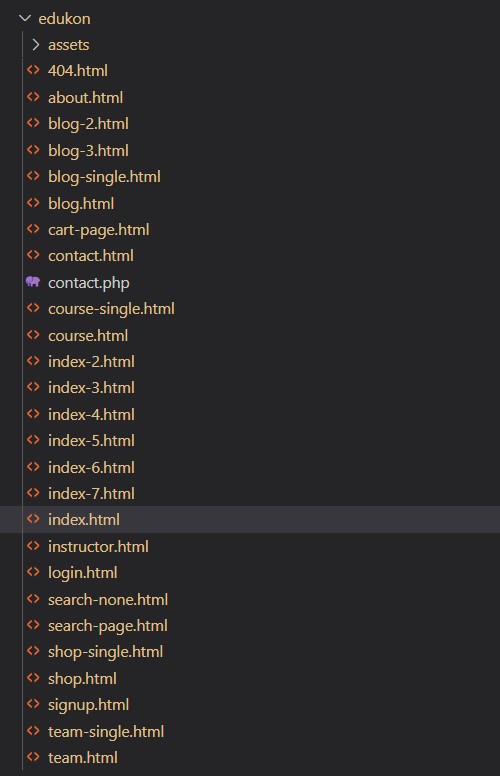 edukon
assets
404.html
about.html
blog-2.html
blog-3.html
blog-single.html
blog.html
cart-page.html
contact.html
contact.php
course-single.html
course.html
index-2.html
index-3.html
index-4.html
index-5.html
index-6.html
index-7.html
index.html
instructor.html
login.html
search-none.html
search-page.html
shop-single.html
shop.html
signup.html
team-single.html
team.html